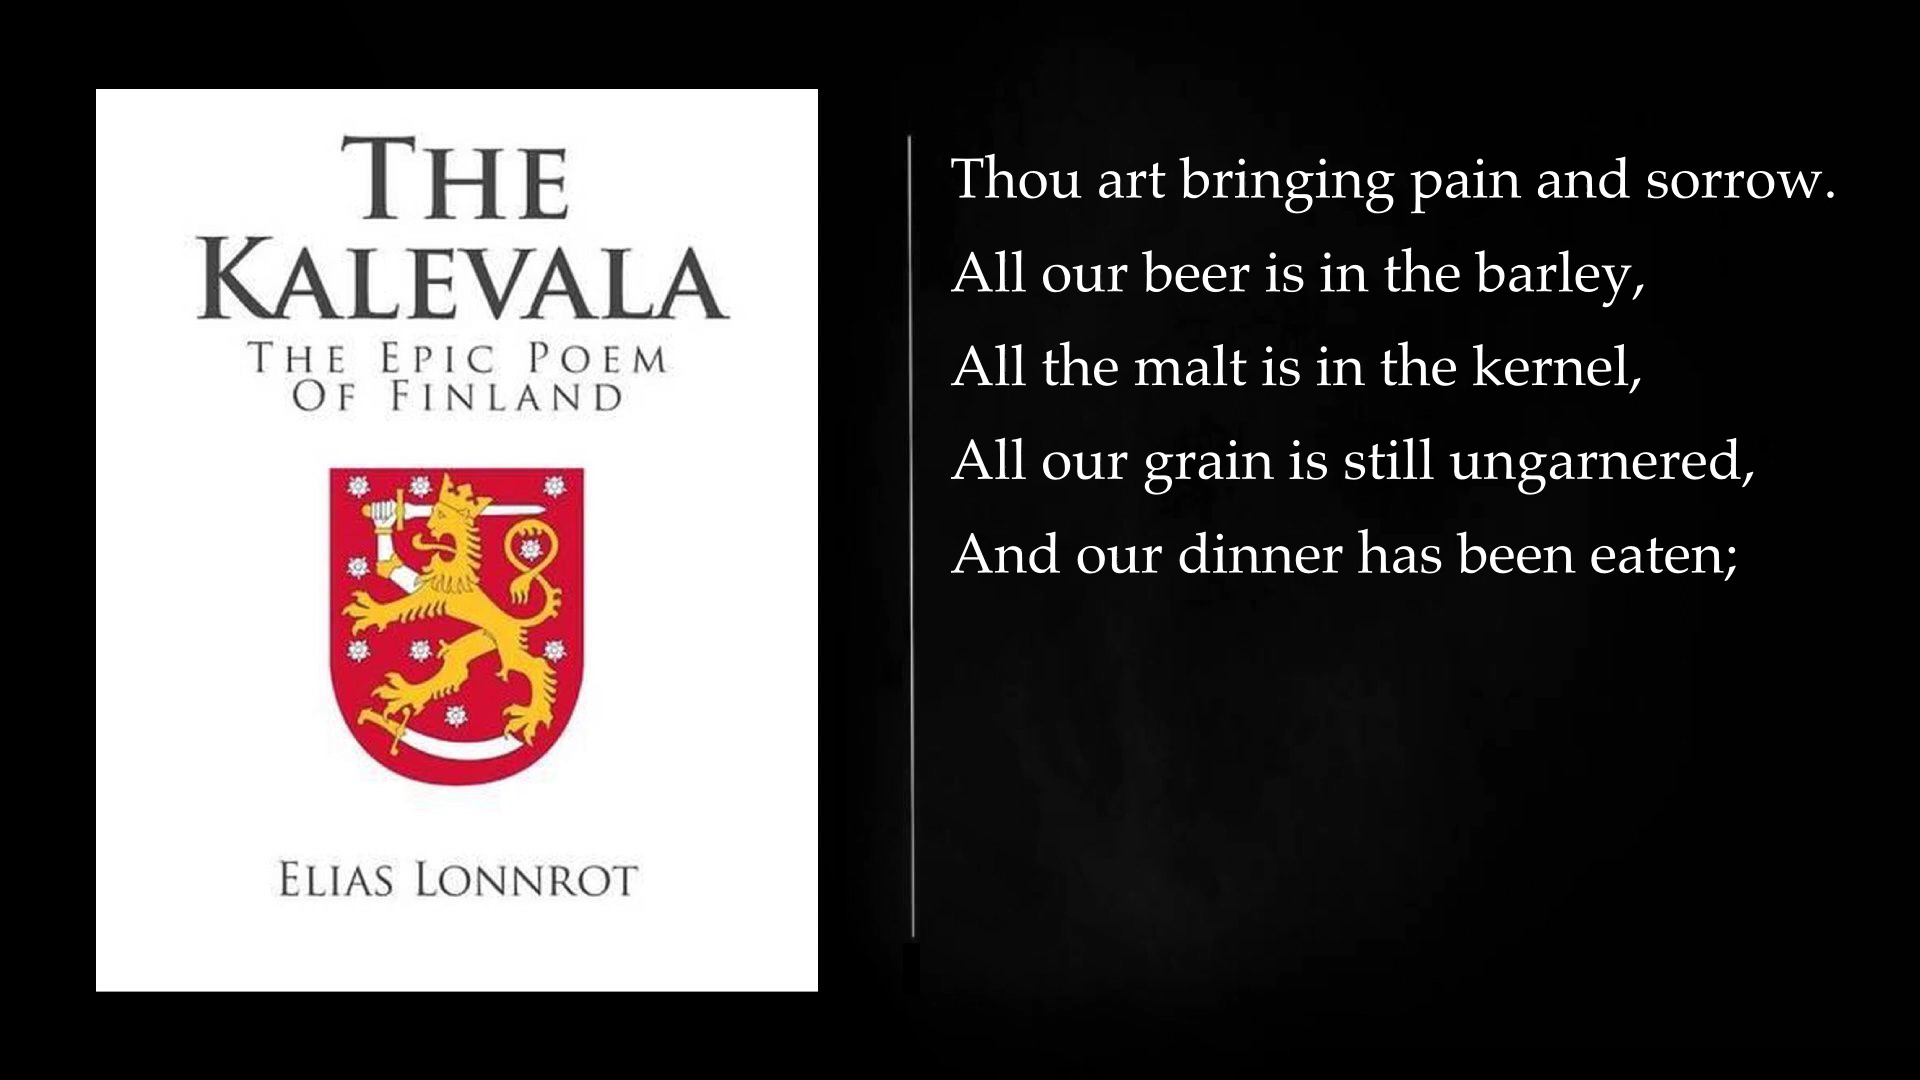 THE
KALEVALA
THE EPIC POEM
OF FINLAND
ELIAS LONNROT
Thou art bringing pain and sorrow.
All our beer is in the barley,
All the malt is in the kernel,
All our grain is still ungarnered,
And our dinner has been eaten;